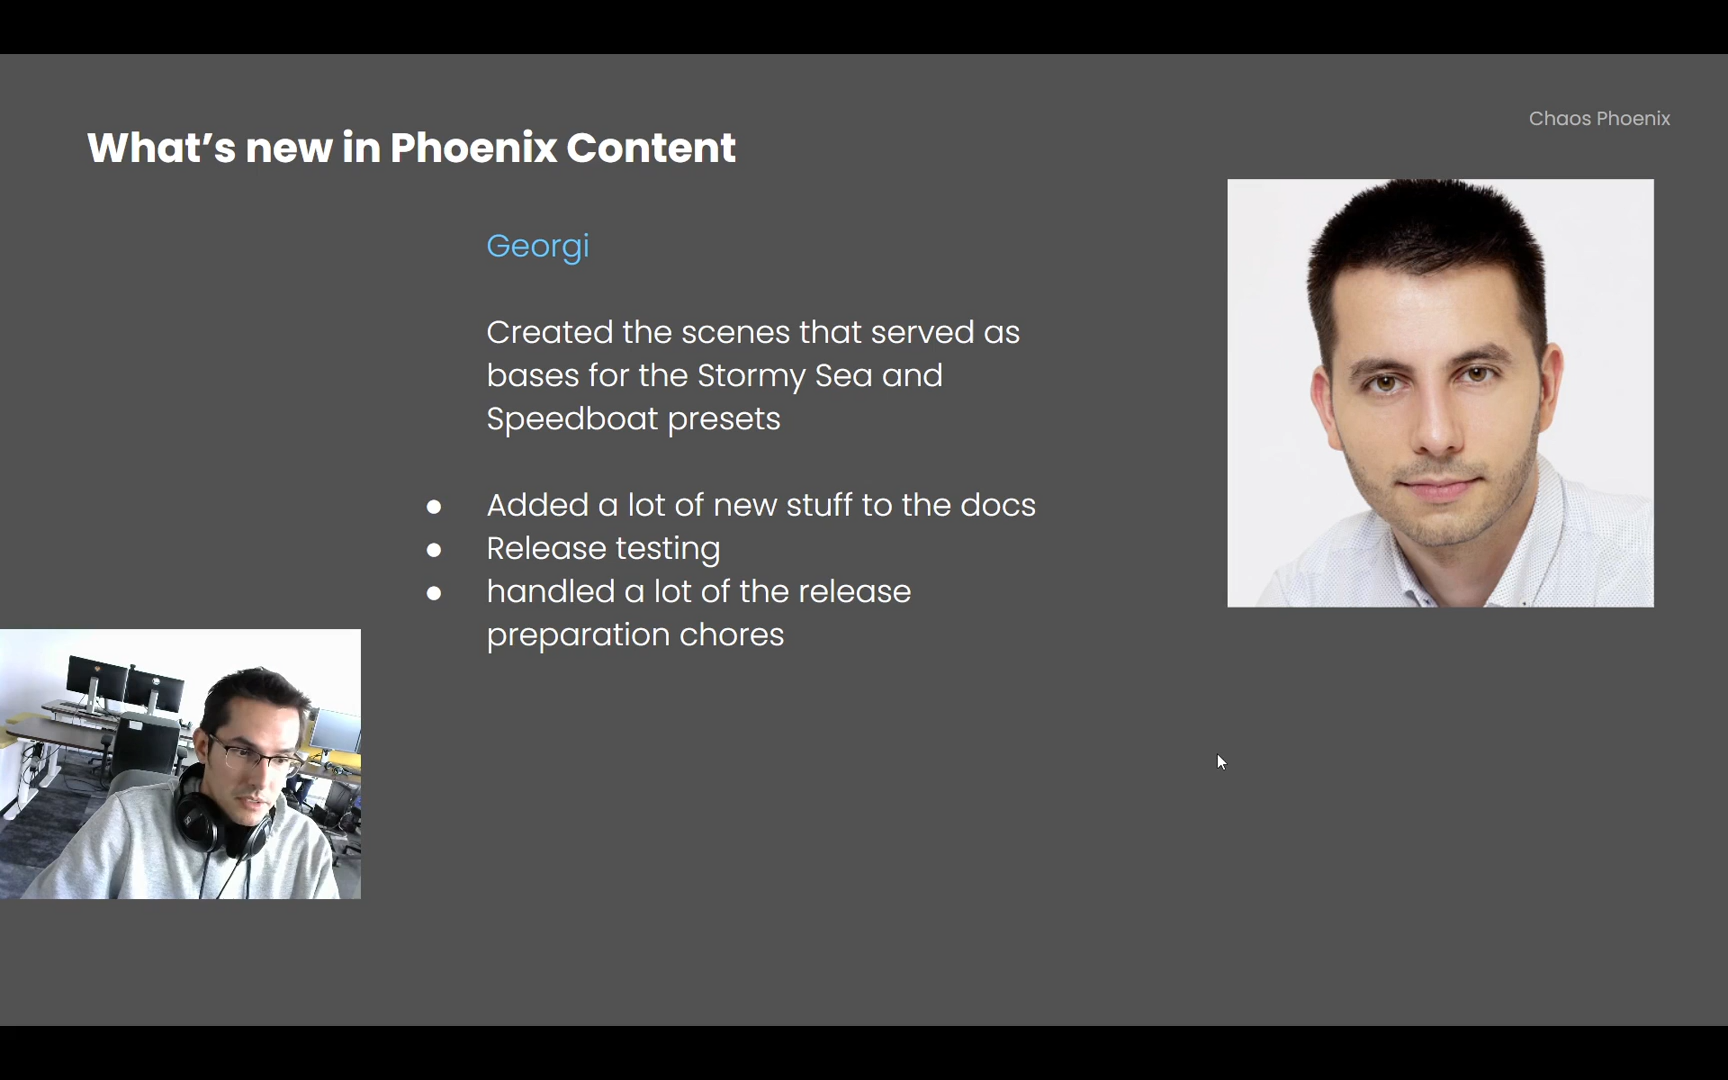 Chaos Phoenix
What’s new in Phoenix Content
Georgi
Created the scenes that served as
bases for the Stormy Sea and
Speedboat presets
● Added a lot of new stuff to the docs
● Release testing
● handled a lot of the release
preparation chores